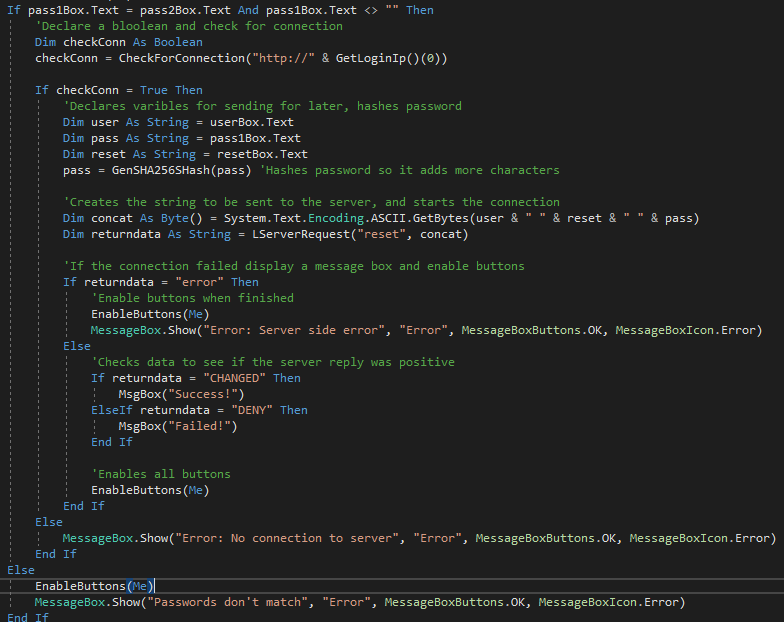 If pass1Box.Text = pass2Box.Text And pass1Box.Text <> "" Then
'Declare a bloolean and check for connection
Dim checkConn As Boolean
checkConn = CheckForConnection("http://" & GetLoginIp()(0))
If checkConn = True Then
'Declares varibles for sending for later, hashes password
Dim user As String = userBox.Text
Dim pass As String = pass1Box.Text
Dim reset As String = resetBox.Text
pass = GenSHA256SHash(pass) 'Hashes password so it adds more characters
'Creates the string to be sent to the server, and starts the connection
Dim concat As Byte() = System.Text.Encoding.ASCII.GetBytes(user & " " & reset & " " & pass)
Dim returndata As String = LServerRequest("reset", concat)
'If the connection failed display a message box and enable buttons
If returndata = "error" Then
'Enable buttons when finished
EnableButtons(Me)
MessageBox.Show("Error: Server side error", "Error", MessageBoxButtons.OK, MessageBoxIcon.Error)
Else
'Checks data to see if the server reply was positive
If returndata = "CHANGED" Then
MsgBox("Success!")
ElseIf returndata = "DENY" Then
MsgBox("Failed!")
End If
'Enables all buttons
EnableButtons(Me)
End If
Else
MessageBox.Show("Error: No connection to server", "Error", MessageBoxButtons.OK, MessageBoxIcon.Error)
End If
Else
EnableButtons(Me)
MessageBox.Show("Passwords don't match", "Error", MessageBoxButtons.OK, MessageBoxIcon.Error)
End If